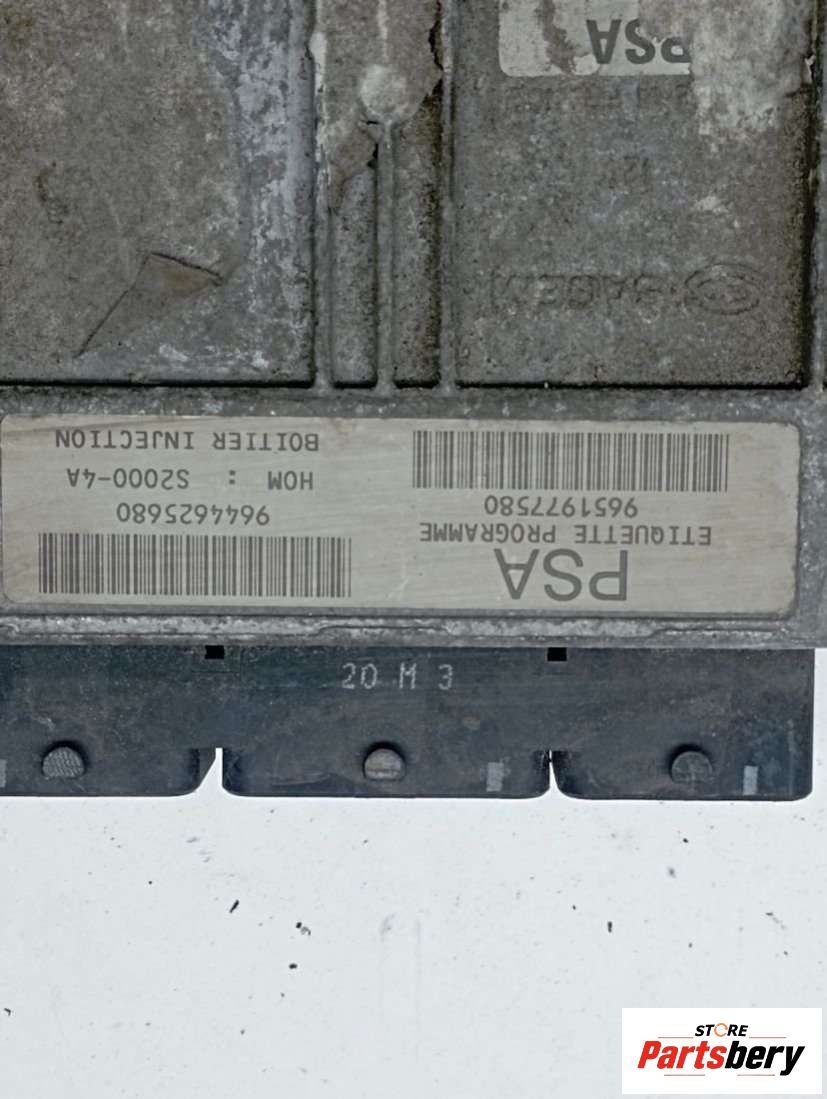 PSA
ETIQUETTE PROGRAMME
9651977580
9644625680
HOM : S2000-4A
BOITIER INJECTION
SAGEM
PSA
20 M 3
STORE
Partsbery